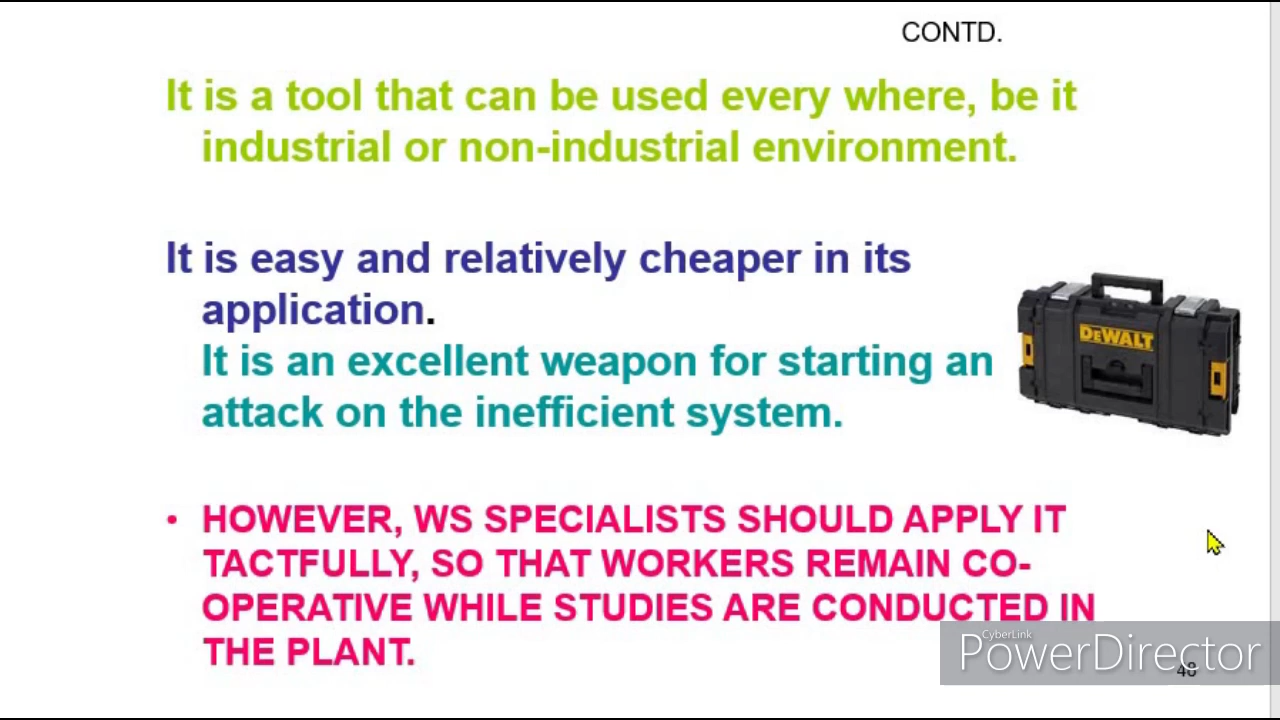 CONTD.
It is a tool that can be used every where, be it
industrial or non-industrial environment.
It is easy and relatively cheaper in its
application.
It is an excellent weapon for starting an
attack on the inefficient system.
DEWALT
• HOWEVER, WS SPECIALISTS SHOULD APPLY IT
TACTFULLY, SO THAT WORKERS REMAIN CO-
OPERATIVE WHILE STUDIES ARE CONDUCTED IN
THE PLANT.
CyberLink
PowerDirector